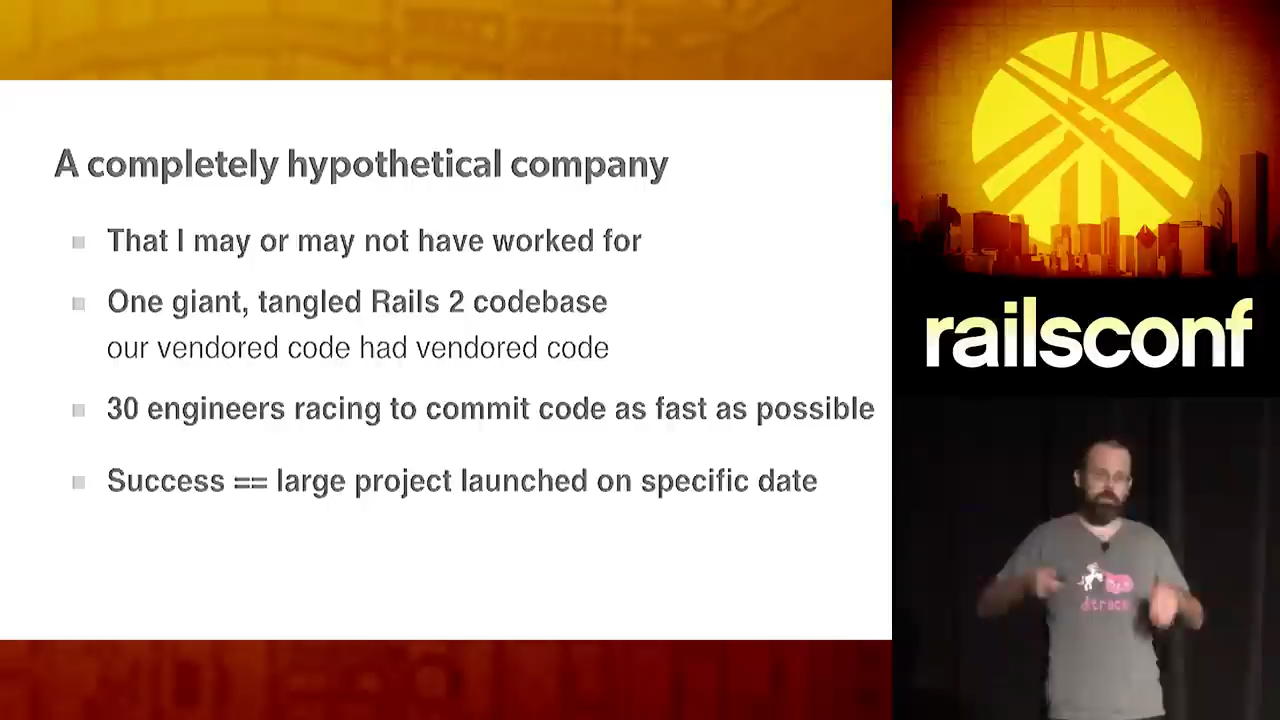 A completely hypothetical company
That I may or may not have worked for
One giant, tangled Rails 2 codebase
our vendored code had vendored code
30 engineers racing to commit code as fast as possible
Success == large project launched on specific date
railsconf
dtrace